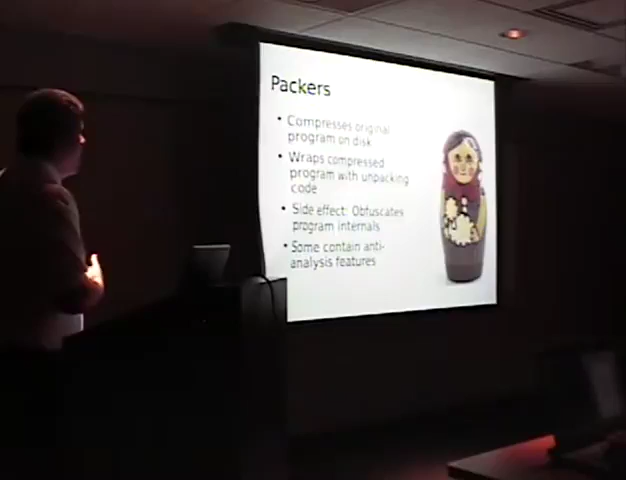 Packers
• Compresses original
program on disk
• Wraps compressed
program with unpacking
code
• Side effect: Obfuscates
program internals
• Some contain anti-
analysis features